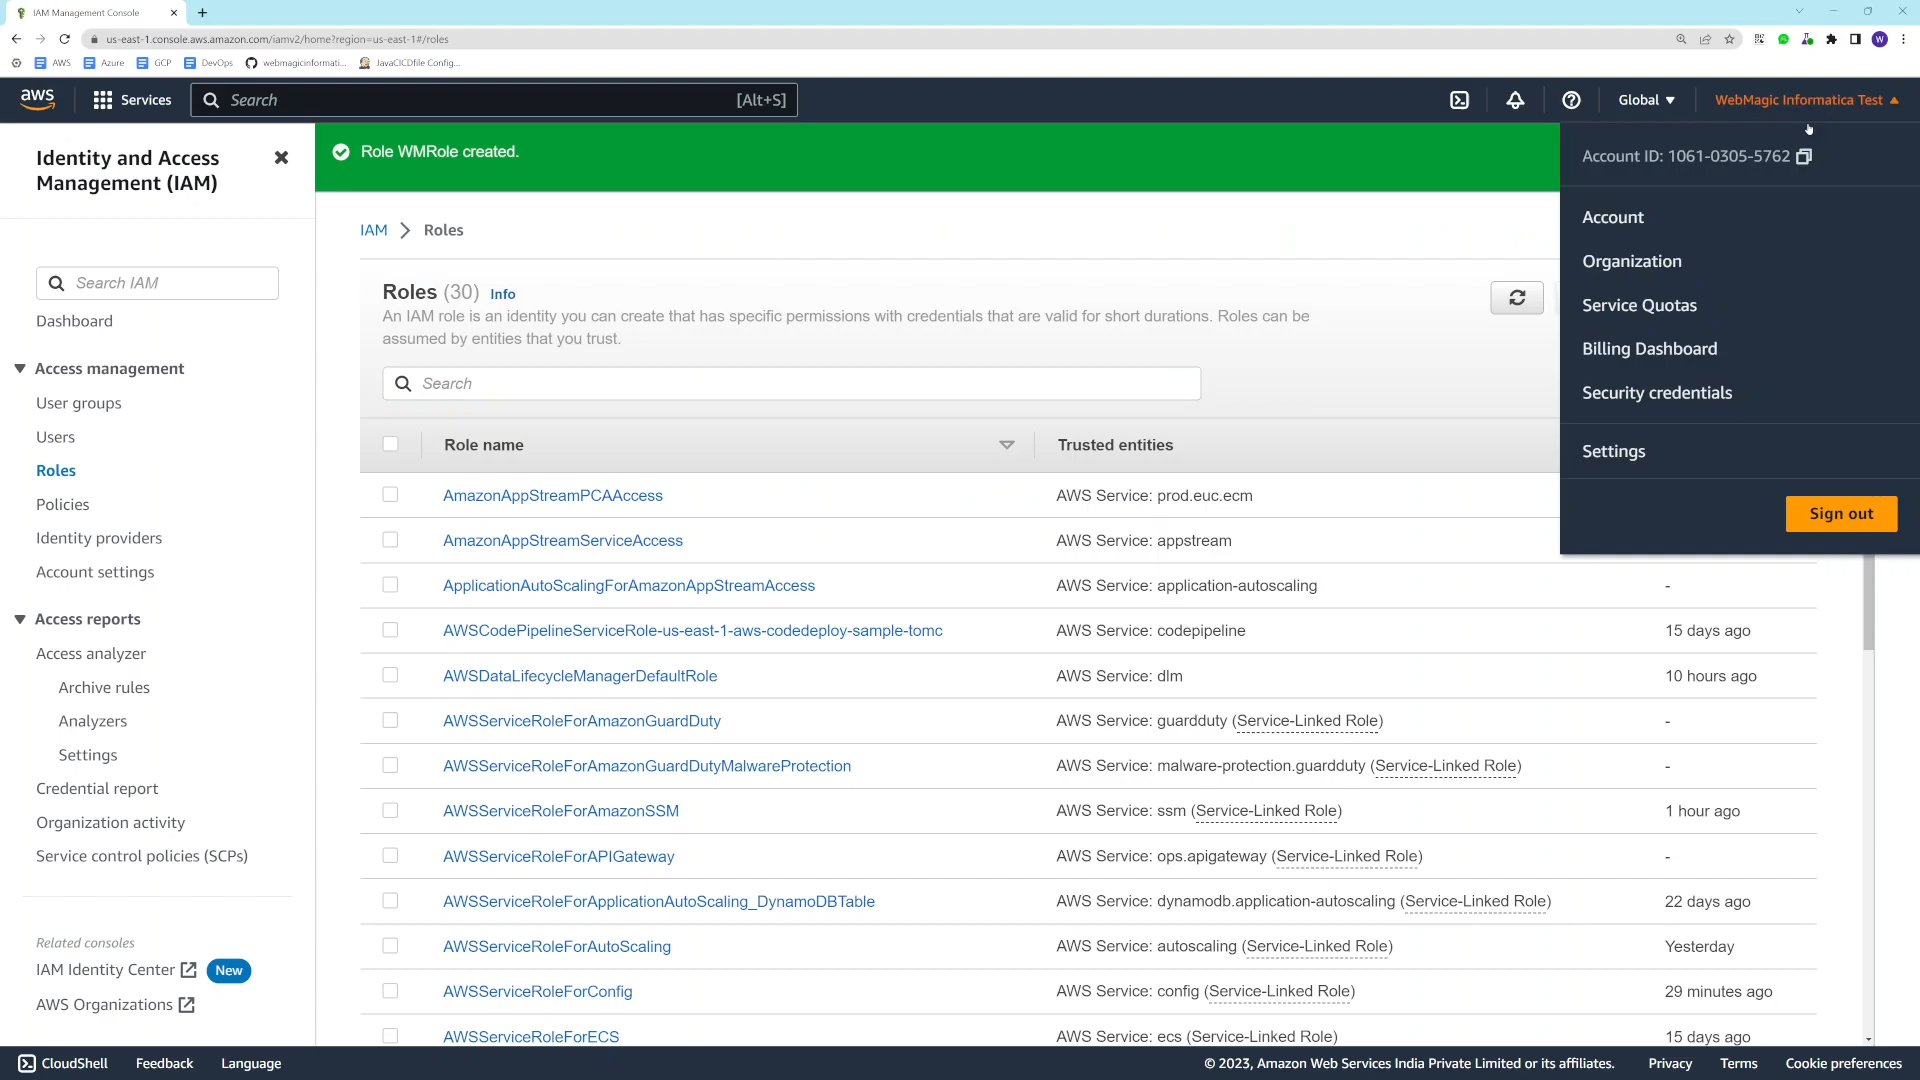 IAM Management Console
us-east-1.console.aws.amazon.com/iamv2/home?region=us-east-1#/roles
W
AWS
Azure
GCP
DevOps
webmagicinformati...
JavaCICDfile Config...
aws
Services
Search
[Alt+S]
Global
WebMagic Informatica Test
Identity and Access
Management (IAM)
Search IAM
Dashboard
Access management
User groups
Users
Roles
Policies
Identity providers
Account settings
Access reports
Access analyzer
Archive rules
Analyzers
Settings
Credential report
Organization activity
Service control policies (SCPs)
Related consoles
IAM Identity Center New
AWS Organizations
Role WMRole created.
IAM > Roles
Roles (30) Info
An IAM role is an identity you can create that has specific permissions with credentials that are valid for short durations. Roles can be
assumed by entities that you trust.
Search
Role name Trusted entities
AmazonAppStreamPCAAccess AWS Service: prod.euc.ecm
AmazonAppStreamServiceAccess AWS Service: appstream
ApplicationAutoScalingForAmazonAppStreamAccess AWS Service: application-autoscaling -
AWSCodePipelineServiceRole-us-east-1-aws-codedeploy-sample-tomc AWS Service: codepipeline 15 days ago
AWSDataLifecycleManagerDefaultRole AWS Service: dlm 10 hours ago
AWSServiceRoleForAmazonGuardDuty AWS Service: guardduty (Service-Linked Role) -
AWSServiceRoleForAmazonGuardDutyMalwareProtection AWS Service: malware-protection.guardduty (Service-Linked Role) -
AWSServiceRoleForAmazonSSM AWS Service: ssm (Service-Linked Role) 1 hour ago
AWSServiceRoleForAPIGateway AWS Service: ops.apigateway (Service-Linked Role) -
AWSServiceRoleForApplicationAutoScaling_DynamoDBTable AWS Service: dynamodb.application-autoscaling (Service-Linked Role) 22 days ago
AWSServiceRoleForAutoScaling AWS Service: autoscaling (Service-Linked Role) Yesterday
AWSServiceRoleForConfig AWS Service: config (Service-Linked Role) 29 minutes ago
AWSServiceRoleForECS AWS Service: ecs (Service-Linked Role) 15 days ago
Account ID: 1061-0305-5762
Account
Organization
Service Quotas
Billing Dashboard
Security credentials
Settings
Sign out
CloudShell
Feedback
Language
© 2023, Amazon Web Services India Private Limited or its affiliates.
Privacy
Terms
Cookie preferences